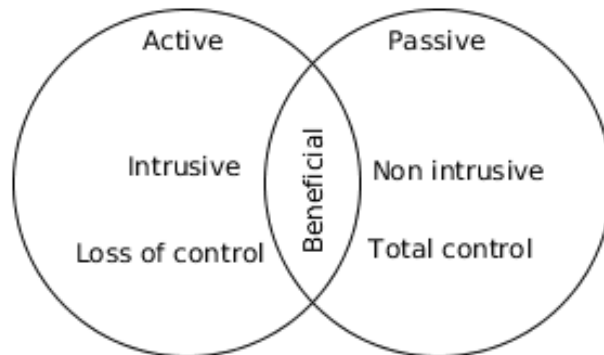 Active
Passive
Intrusive
Beneficial
Non intrusive
Loss of control
Total control